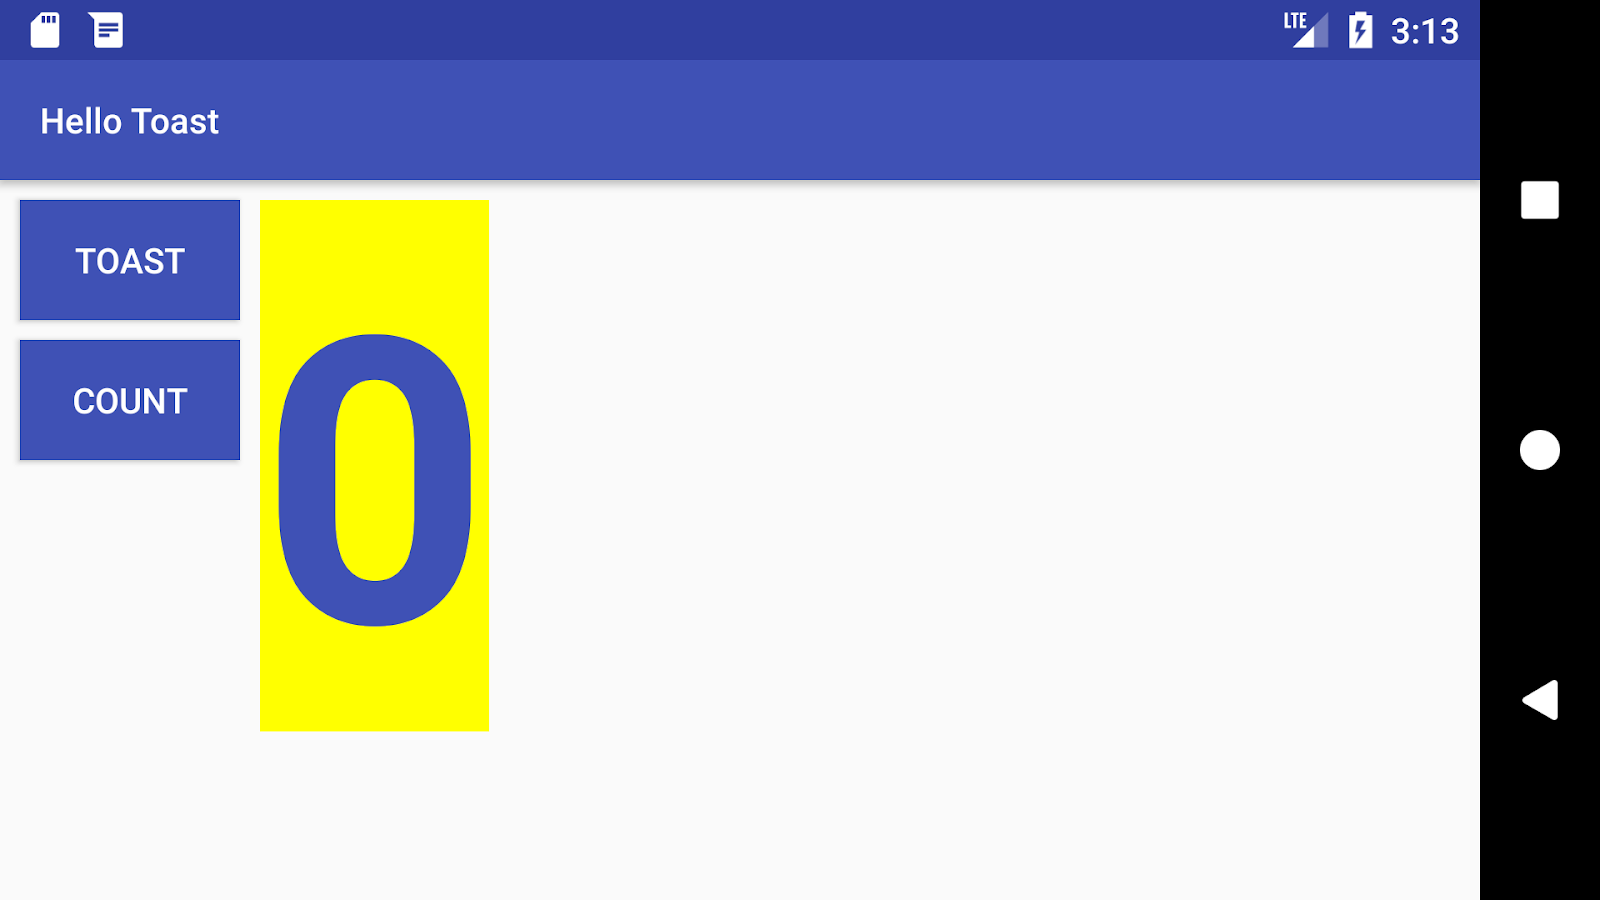 LTE 3:13
Hello Toast
TOAST
COUNT
0